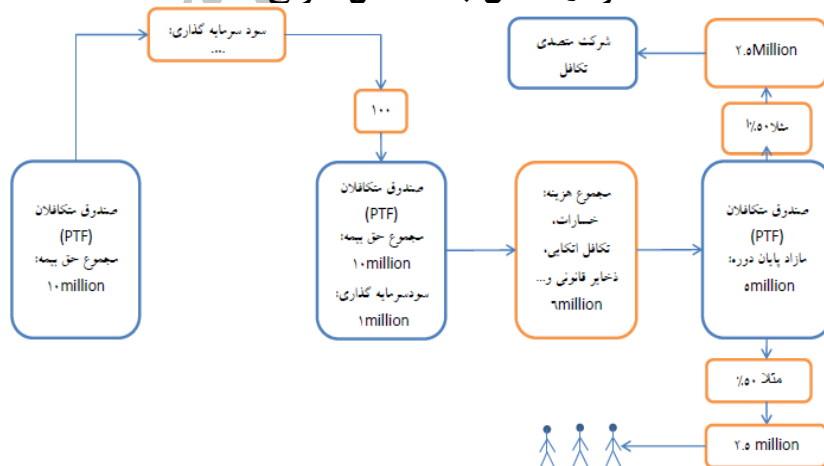 سود سرمایه گذاری:
....
۱۰۰
شرکت متصدی
تکافل
۲.۵Million
مثلا ۵۰٪
صندوق متکافلان
(PTF)
مجموع حق بیمه:
۱۰million
صندوق متکافلان
(PTF)
مجموع حق بیمه:
۱۰million
سودسرمایه گذاری:
۱million
مجموع هزینه:
خسارات،
تکافل اتکایی،
ذخایر قانونی و...
۶million
صندوق متکافلان
(PTF)
مازاد پایان دوره:
۵million
مثلا ۵۰٪
۲.۵ million